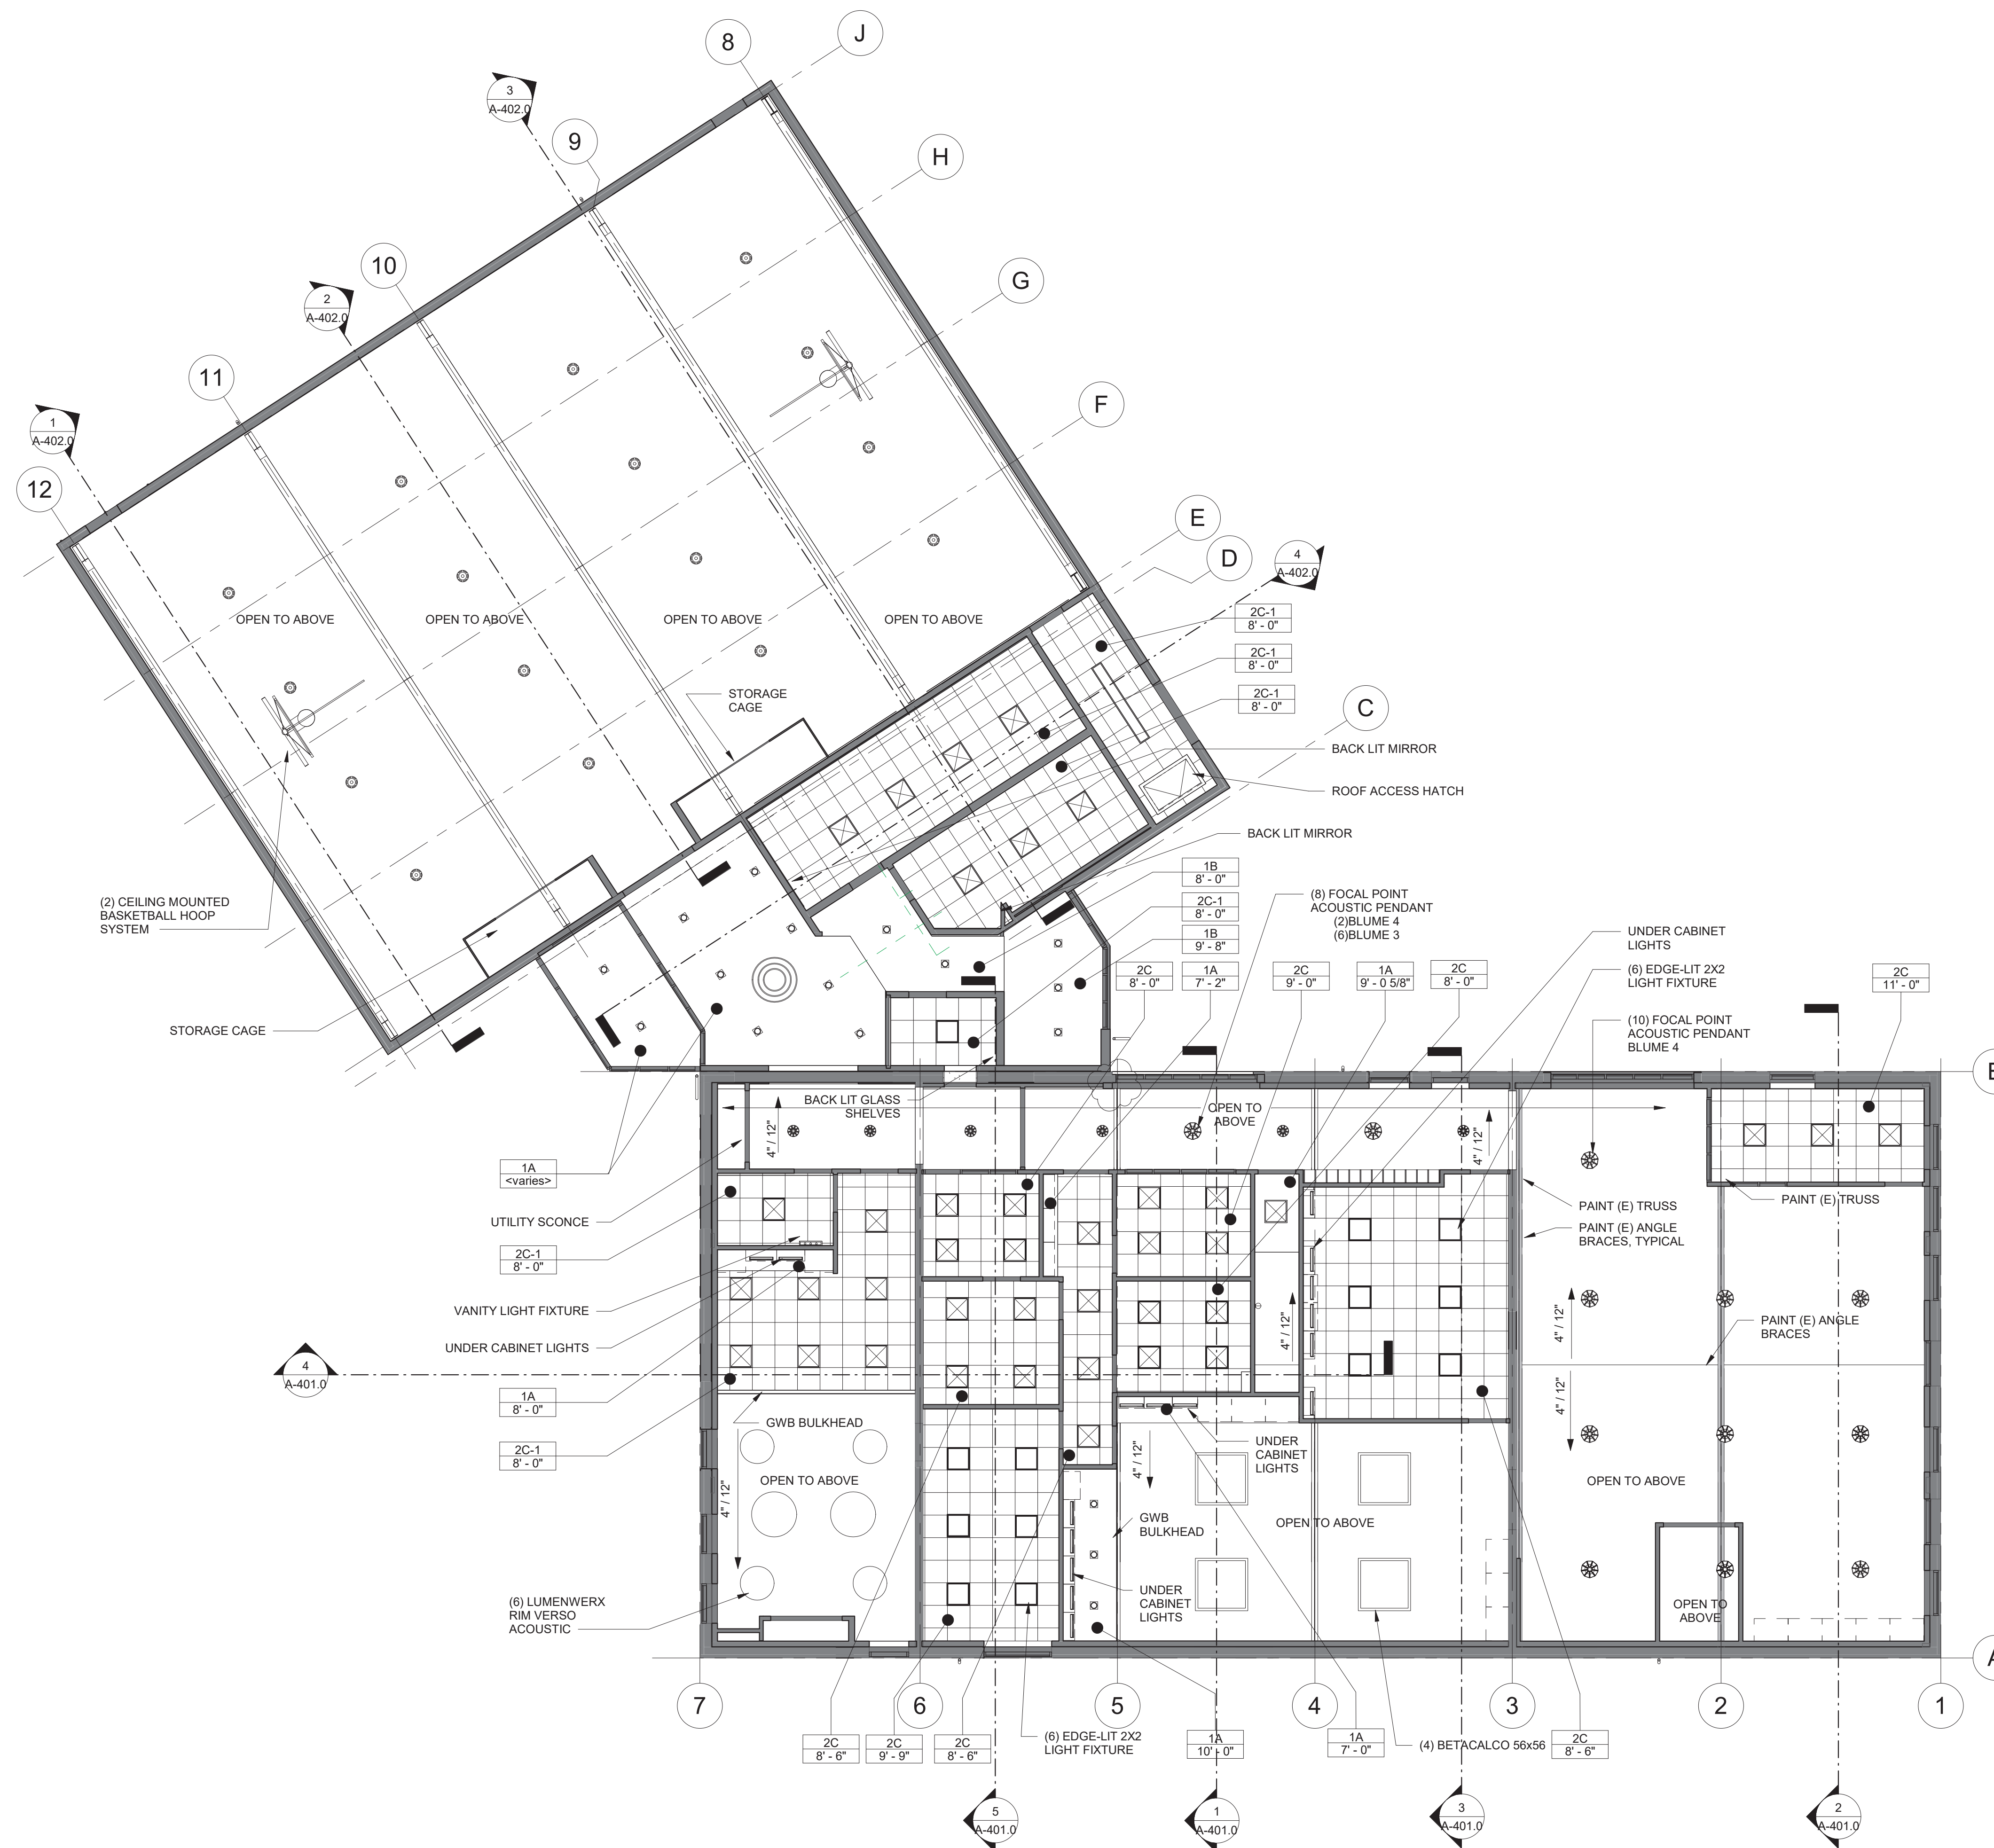 8
J
3
A-402.0
9
H
10
G
2
A-402.0
11
F
1
A-402.0
12
E
D
4
A-402.0
2C-1
8' - 0"
OPEN TO ABOVE
OPEN TO ABOVE
OPEN TO ABOVE
OPEN TO ABOVE
2C-1
8' - 0"
2C-1
8' - 0"
STORAGE
CAGE
C
BACK LIT MIRROR
ROOF ACCESS HATCH
BACK LIT MIRROR
1B
8' - 0"
(2) CEILING MOUNTED
BASKETBALL HOOP
SYSTEM
(8) FOCAL POINT
ACOUSTIC PENDANT
(2)BLUME 4
(6)BLUME 3
2C-1
8' - 0"
1B
9' - 8"
UNDER CABINET
LIGHTS
(6) EDGE-LIT 2X2
LIGHT FIXTURE
2C
8' - 0"
1A
7' - 2"
2C
9' - 0"
1A
9' - 0 5/8"
2C
8' - 0"
2C
11' - 0"
STORAGE CAGE
(10) FOCAL POINT
ACOUSTIC PENDANT
BLUME 4
BACK LIT GLASS
SHELVES
OPEN TO
ABOVE
4" / 12"
4" / 12"
1A
<varies>
UTILITY SCONCE
PAINT (E) TRUSS
PAINT (E) TRUSS
PAINT (E) ANGLE
BRACES, TYPICAL
2C-1
8' - 0"
VANITY LIGHT FIXTURE
UNDER CABINET LIGHTS
4" / 12"
4" / 12"
PAINT (E) ANGLE
BRACES
4
A-401.0
1A
8' - 0"
4" / 12"
GWB BULKHEAD
2C-1
8' - 0"
UNDER
CABINET
LIGHTS
4" / 12"
OPEN TO ABOVE
OPEN TO ABOVE
4" / 12"
GWB
BULKHEAD
OPEN TO ABOVE
UNDER
CABINET
LIGHTS
(6) LUMENWERX
RIM VERSO
ACOUSTIC
OPEN TO
ABOVE
7
6
5
4
3
2
1
2C
8' - 6"
2C
9' - 9"
2C
8' - 6"
(6) EDGE-LIT 2X2
LIGHT FIXTURE
1A
10' - 0"
1A
7' - 0"
(4) BETACALCO 56x56
2C
8' - 6"
5
A-401.0
1
A-401.0
3
A-401.0
2
A-401.0